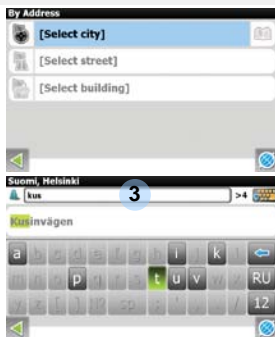 By Address
[Select city]
[Select street]
[Select building]
Suomi, Helsinki
kus
3
>4
Kusinvägen
a b c d e f g h i j k l
m n o p q r s t u v w x RU
y z 12